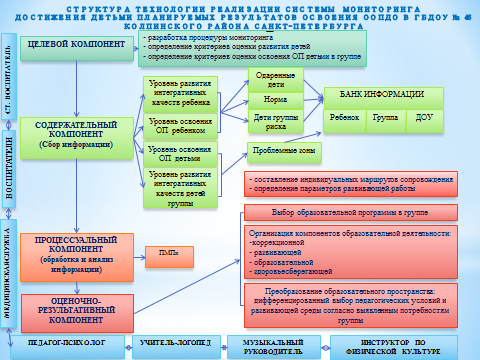 СТРУКТУРА ТЕХНОЛОГИИ РЕАЛИЗАЦИИ СИСТЕМЫ МОНИТОРИНГА
ДОСТИЖЕНИЯ ДЕТЬМИ ПЛАНИРУЕМЫХ РЕЗУЛЬТАТОВ ОСВОЕНИЯ ООПДО В ГБДОУ № 46
КОЛПИНСКОГО РАЙОНА САНКТ-ПЕТЕРБУРГА
СТ. ВОСПИТАТЕЛЬ
ВОСПИТАТЕЛИ
ЦЕЛЕВОЙ КОМПОНЕНТ
- разработка процедуры мониторинга
- определение критериев оценки развития детей
- определение критериев оценки освоения ОП детьми в группе
СОДЕРЖАТЕЛЬНЫЙ
КОМПОНЕНТ
(Сбор информации)
Уровень развития
интегративных
качеств ребенка
Уровень освоения
ОП ребенком
Уровень освоения
ОП детьми
Уровень развития
интегративных
качеств детей
группы
Одаренные
дети
Норма
Дети группы
риска
Проблемные зоны
БАНК ИНФОРМАЦИИ
Ребенок
Группа
ДОУ
- составление индивидуальных маршрутов сопровождения
- определение параметров развивающей работы
ПРОЦЕССУАЛЬНЫЙ
КОМПОНЕНТ
(обработка и анализ
информации)
ПМПк
Выбор образовательной программы в группе
Организация компонентов образовательной деятельности:
-коррекционной
- развивающей
- образовательной
- здоровьесберегающей
ОЦЕНОЧНО-
РЕЗУЛЬТАТИВНЫЙ
КОМПОНЕНТ
Преобразование образовательного пространства:
дифференцированный выбор педагогических условий и
развивающей среды согласно выявленным потребностям
группы
ПЕДАГОГ-ПСИХОЛОГ
УЧИТЕЛЬ-ЛОГОПЕД
МУЗЫКАЛЬНЫЙ
РУКОВОДИТЕЛЬ
ИНСТРУКТОР ПО
ФИЗИЧЕСКОЙ КУЛЬТУРЕ